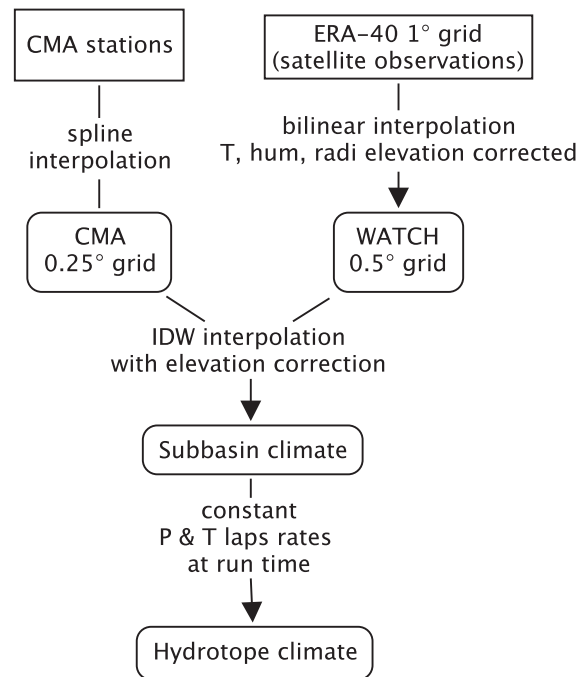 CMA stations
ERA-40 1° grid
(satellite observations)
spline
interpolation
bilinear interpolation
T, hum, radi elevation corrected
CMA
0.25° grid
WATCH
0.5° grid
IDW interpolation
with elevation correction
Subbasin climate
constant
P & T laps rates
at run time
Hydrotope climate